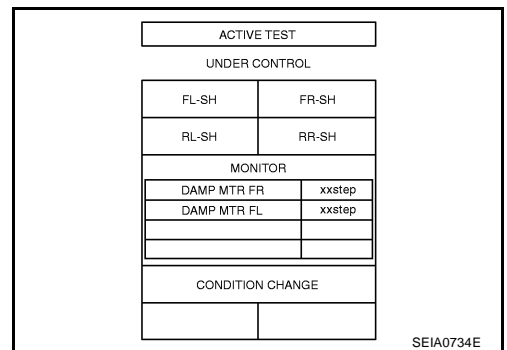 ACTIVE TEST
UNDER CONTROL
FL-SH FR-SH
RL-SH RR-SH
MONITOR
DAMP MTR FR xxstep
DAMP MTR FL xxstep
CONDITION CHANGE
SEIA0734E